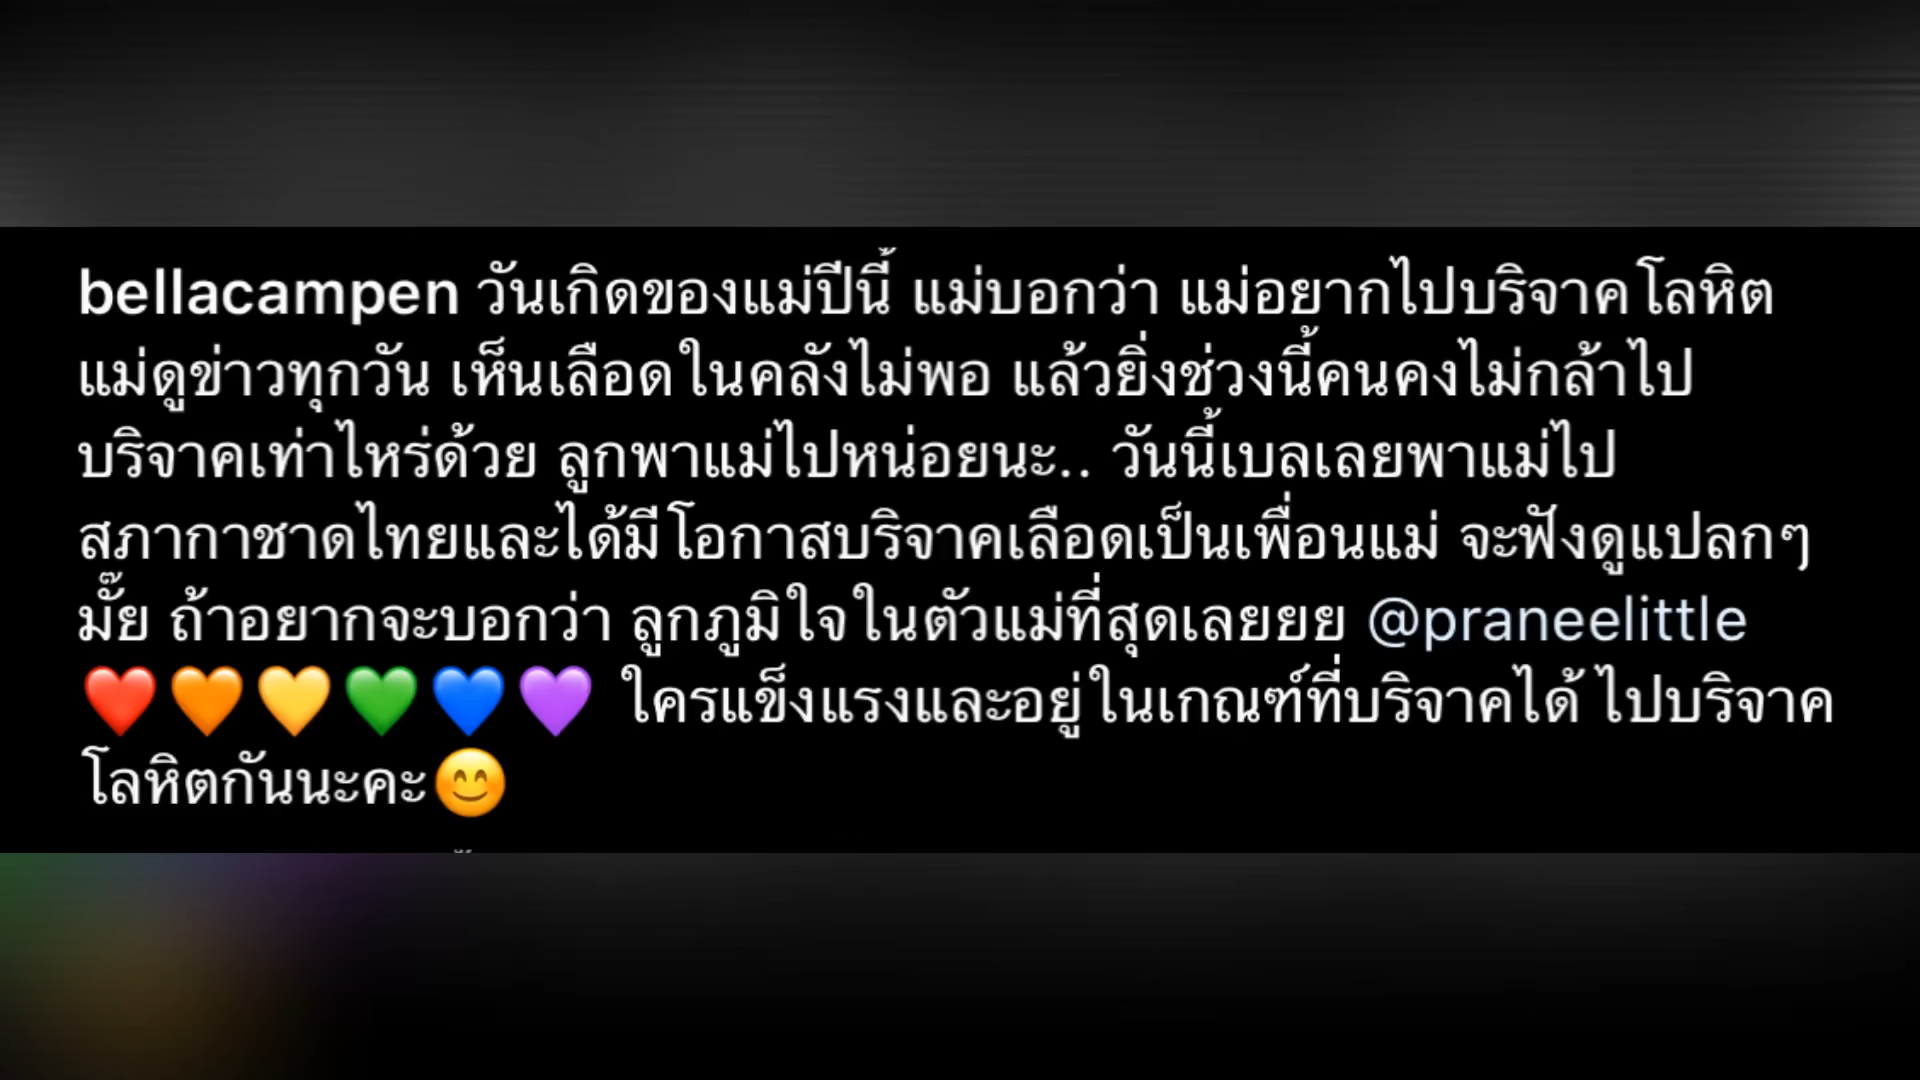 bellacampen วันเกิดของแม่ปีนี้ แม่บอกว่า แม่อยากไปบริจาคโลหิต
แม่ดูข่าวทุกวัน เห็นเลือดในคลังไม่พอ แล้วยิ่งช่วงนี้คนคงไม่กล้าไป
บริจาคเท่าไหร่ด้วย ลูกพาแม่ไปหน่อยนะ.. วันนี้เบลเลยพาแม่ไป
สภากาชาดไทยและได้มีโอกาสบริจาคเลือดเป็นเพื่อนแม่ จะฟังดูแปลกๆ
มั๊ย ถ้าอยากจะบอกว่า ลูกภูมิใจในตัวแม่ที่สุดเลยยย @praneelittle
❤️🧡💛💚💙💜 ใครแข็งแรงและอยู่ในเกณฑ์ที่บริจาคได้ ไปบริจาค
โลหิตกันนะคะ😊